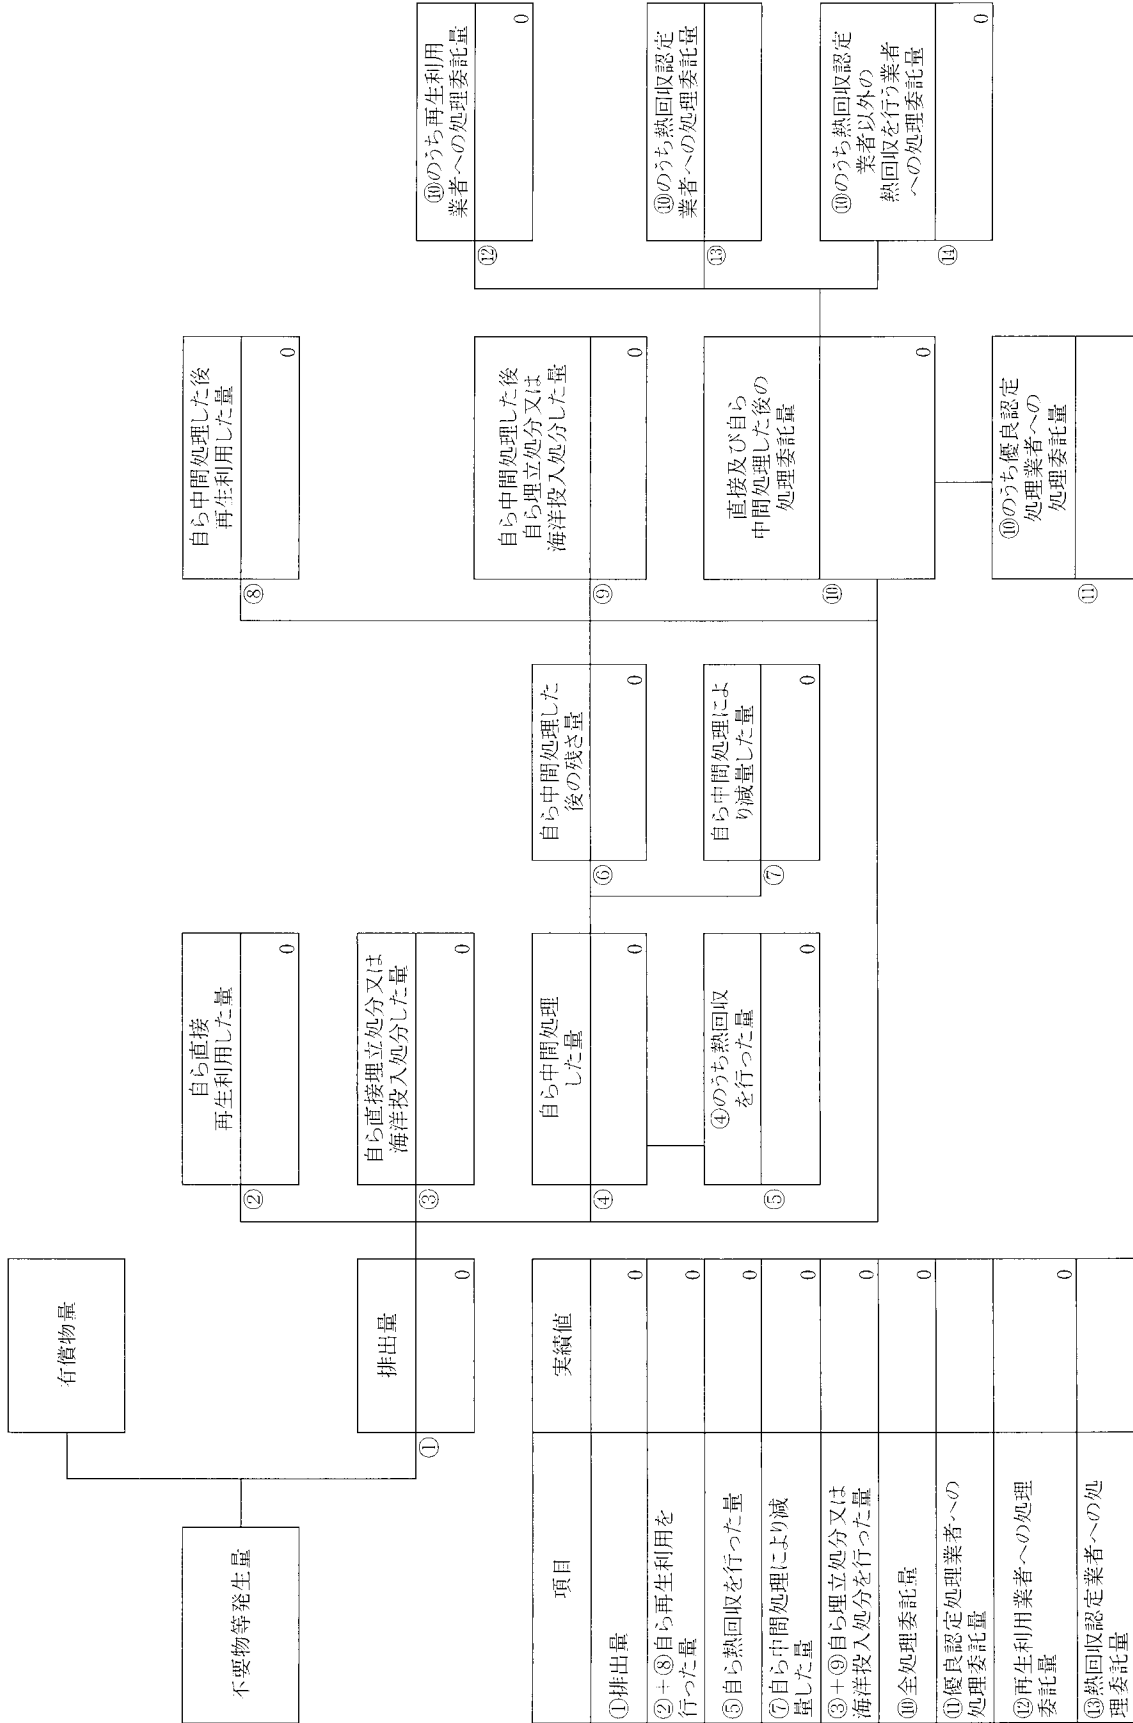 不要物等発生量
有償物量
①
排出量
0
②
自ら直接
再生利用した量
0
③
自ら直接埋立処分又は
海洋投入処分した量
0
④
自ら中間処理
した量
0
⑤
④のうち熱回収
を行った量
0
⑥
自ら中間処理した
後の残さ量
0
⑦
自ら中間処理によ
り減量した量
0
⑧
自ら中間処理した後
再生利用した量
0
⑨
自ら中間処理した後
自ら埋立処分又は
海洋投入処分した量
0
⑩
直接及び自ら
中間処理した後の
処理委託量
0
⑪
⑩のうち優良認定
処理業者への
処理委託量
⑫
⑩のうち再生利用
業者への処理委託量
0
⑬
⑩のうち熱回収認定
業者への処理委託量
⑭
⑩のうち熱回収認定
業者以外の
熱回収を行う業者
への処理委託量
0
項目
実績値
①排出量
0
②+⑧自ら再生利用を
行った量
0
⑤自ら熱回収を行った量
0
⑦自ら中間処理により減
量した量
0
③+⑨自ら埋立処分又は
海洋投入処分を行った量
0
⑩全処理委託量
0
⑪優良認定処理業者への
処理委託量
⑫再生利用業者への処理
委託量
0
⑬熱回収認定業者への処
理委託量